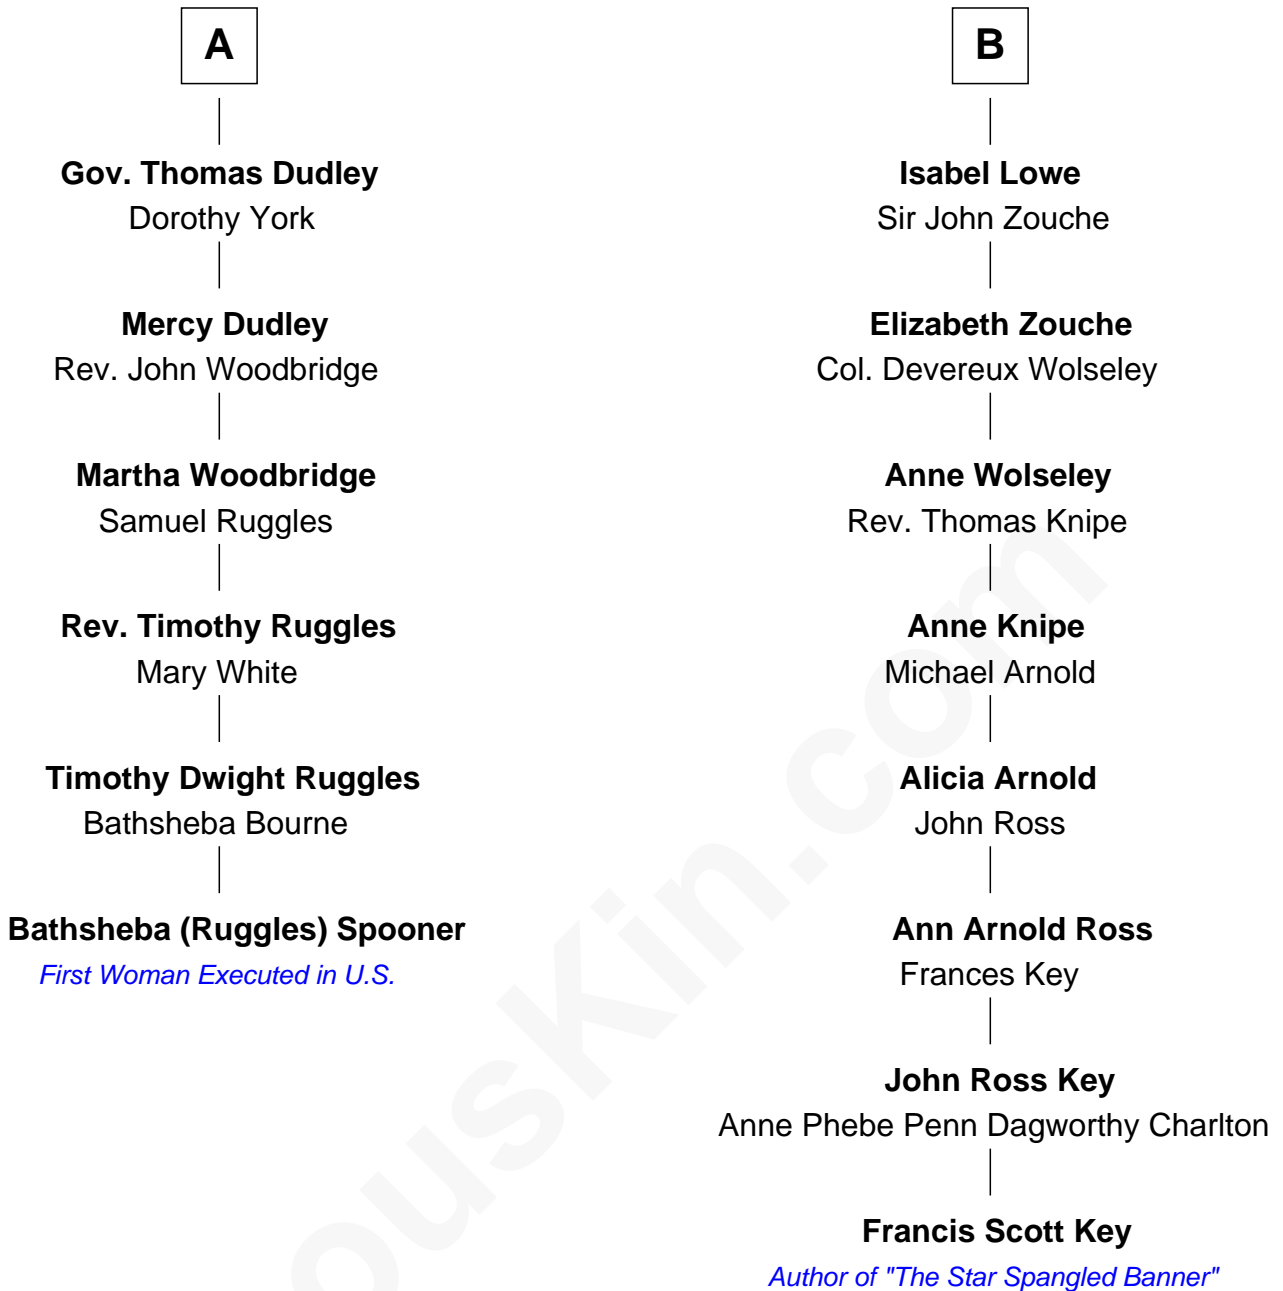 A
Gov. Thomas Dudley
Dorothy York
Mercy Dudley
Rev. John Woodbridge
Martha Woodbridge
Samuel Ruggles
Rev. Timothy Ruggles
Mary White
Timothy Dwight Ruggles
Bathsheba Bourne
Bathsheba (Ruggles) Spooner
First Woman Executed in U.S.
B
Isabel Lowe
Sir John Zouche
Elizabeth Zouche
Col. Devereux Wolseley
Anne Wolseley
Rev. Thomas Knipe
Anne Knipe
Michael Arnold
Alicia Arnold
John Ross
Ann Arnold Ross
Frances Key
John Ross Key
Anne Phebe Penn Dagworthy Charlton
Francis Scott Key
Author of "The Star Spangled Banner"
ousKin.com